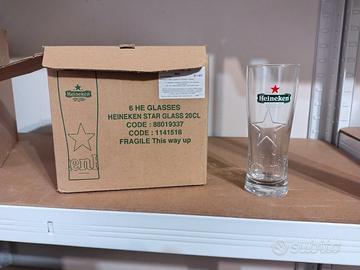 Heineken
6 HE GLASSES
HEINEKEN STAR GLASS 20CL
CODE : 88019337
CODE : 1141516
FRAGILE This way up
Heineken
subito